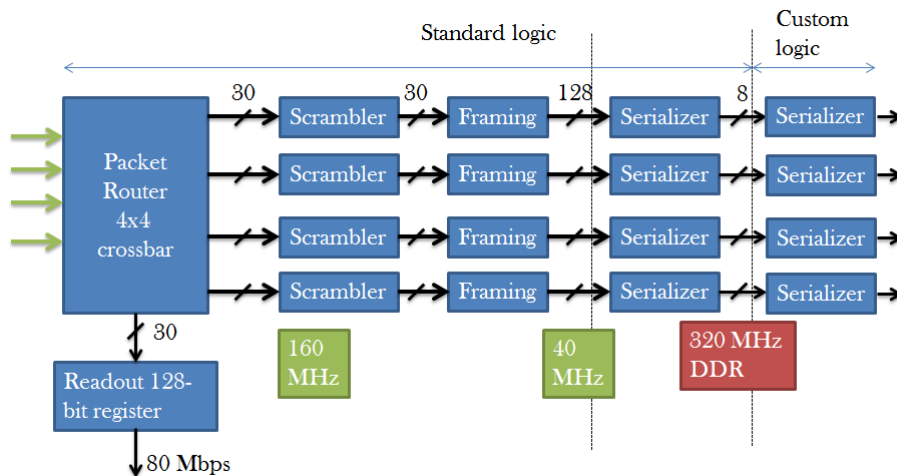 Standard logic
Custom
logic
30
30
128
8
Packet
Router
4x4
crossbar
Scrambler
Framing
Serializer
Serializer
Scrambler
Framing
Serializer
Serializer
Scrambler
Framing
Serializer
Serializer
Scrambler
Framing
Serializer
Serializer
30
160
MHz
40
MHz
320 MHz
DDR
Readout 128-
bit register
80 Mbps